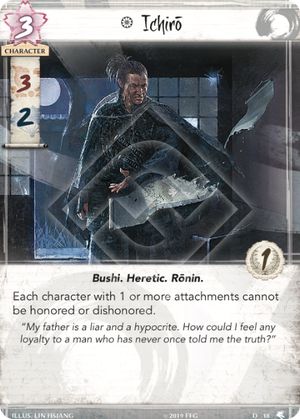 3
Ichirō
CHARACTER
3
2
Bushi. Heretic. Rōnin.
1
Each character with 1 or more attachments cannot
be honored or dishonored.
“My father is a liar and a hypocrite. How could I feel any
loyalty to a man who has never once told me the truth?”
ILLUS. LIN HSIANG
© 2019 FFG